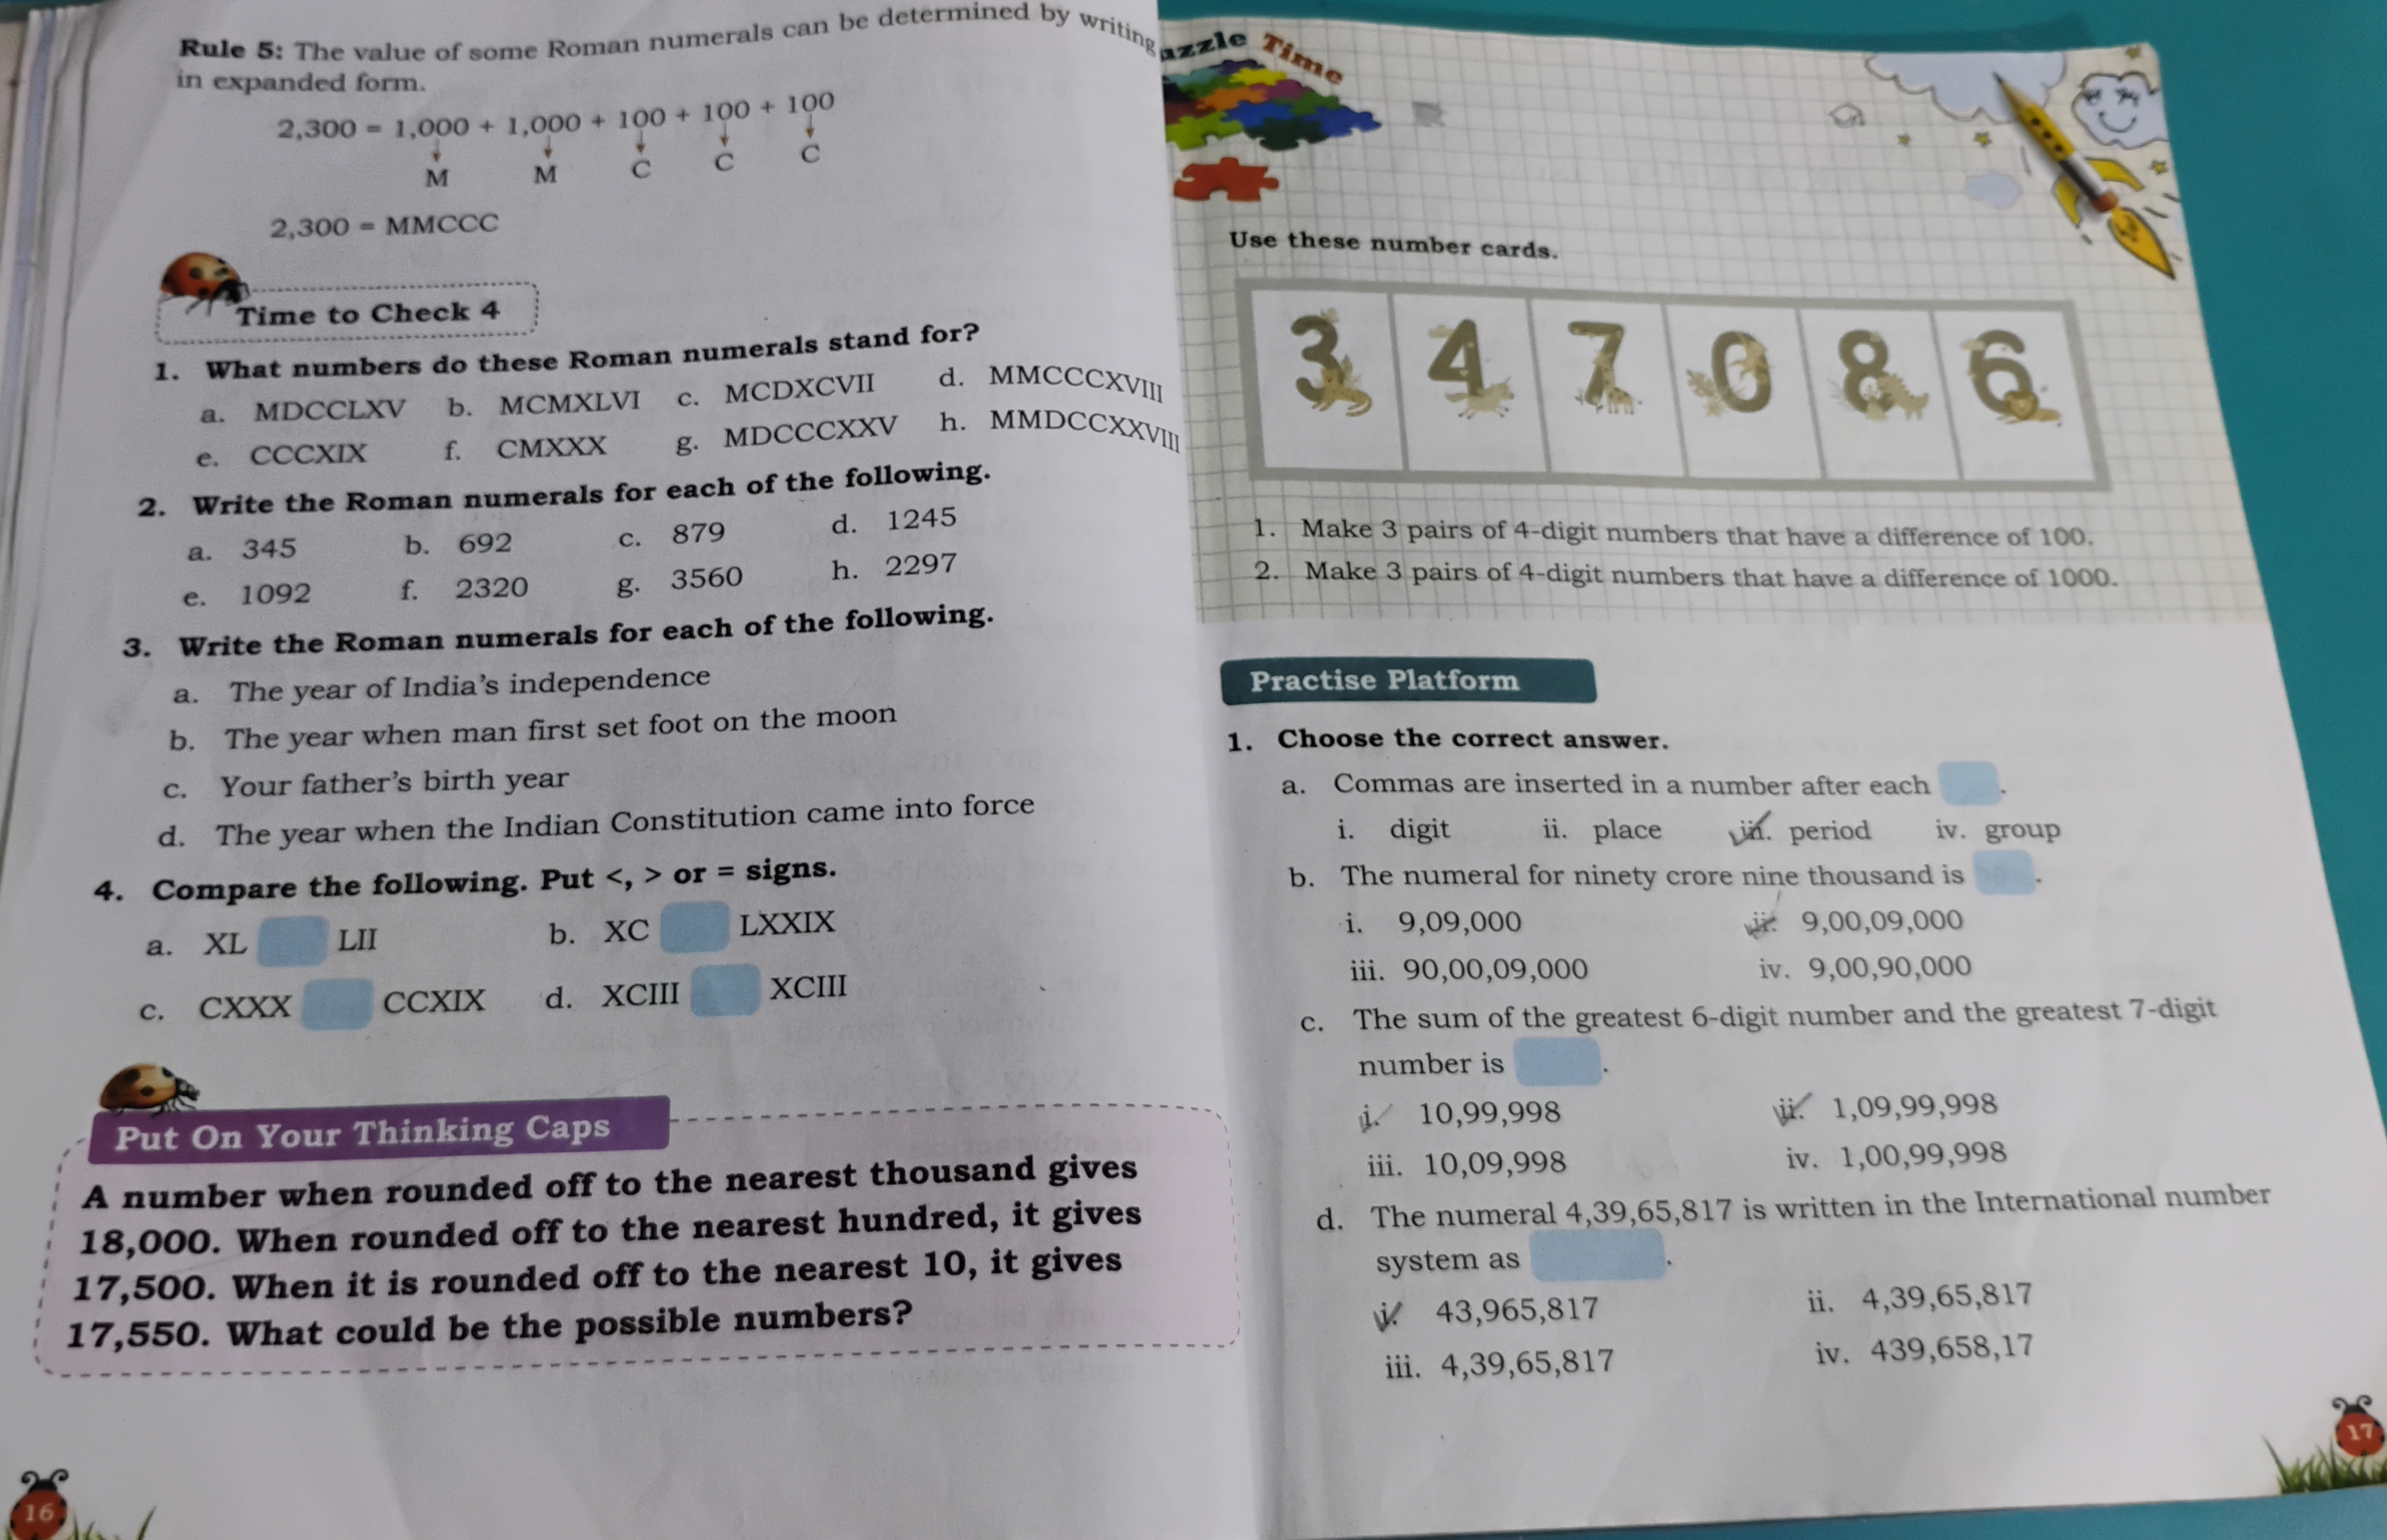 Rule 5: The value of some Roman numerals can be determined by writing
in expanded form.
2,300 = 1,000 + 1,000 + 100 + 100 + 100
M M C C C
2,300 = MMCCC
Time to Check 4
1. What numbers do these Roman numerals stand for?
a. MDCCLXV b. MCMXLVI c. MCDXCVII d. MMCCCXVIII
e. CCCXIX f. CMXXX g. MDCCCXXV h. MMDCCXXVIII
2. Write the Roman numerals for each of the following.
a. 345 b. 692 c. 879 d. 1245
e. 1092 f. 2320 g. 3560 h. 2297
3. Write the Roman numerals for each of the following.
a. The year of India's independence
b. The year when man first set foot on the moon
c. Your father's birth year
d. The year when the Indian Constitution came into force
4. Compare the following. Put <, > or = signs.
a. XL LII b. XC LXXIX
c. CXXX CCXIX d. XCIII XCIII
Put On Your Thinking Caps
A number when rounded off to the nearest thousand gives
18,000. When rounded off to the nearest hundred, it gives
17,500. When it is rounded off to the nearest 10, it gives
17,550. What could be the possible numbers?
16
azzle Time
Use these number cards.
3 4 7 0 8 6
1. Make 3 pairs of 4-digit numbers that have a difference of 100.
2. Make 3 pairs of 4-digit numbers that have a difference of 1000.
Practise Platform
1. Choose the correct answer.
a. Commas are inserted in a number after each .
i. digit ii. place iii. period iv. group
b. The numeral for ninety crore nine thousand is .
i. 9,09,000 ii. 9,00,09,000
iii. 90,00,09,000 iv. 9,00,90,000
c. The sum of the greatest 6-digit number and the greatest 7-digit
number is .
i. 10,99,998 ii. 1,09,99,998
iii. 10,09,998 iv. 1,00,99,998
d. The numeral 4,39,65,817 is written in the International number
system as .
i. 43,965,817 ii. 4,39,65,817
iii. 4,39,65,817 iv. 439,658,17
17